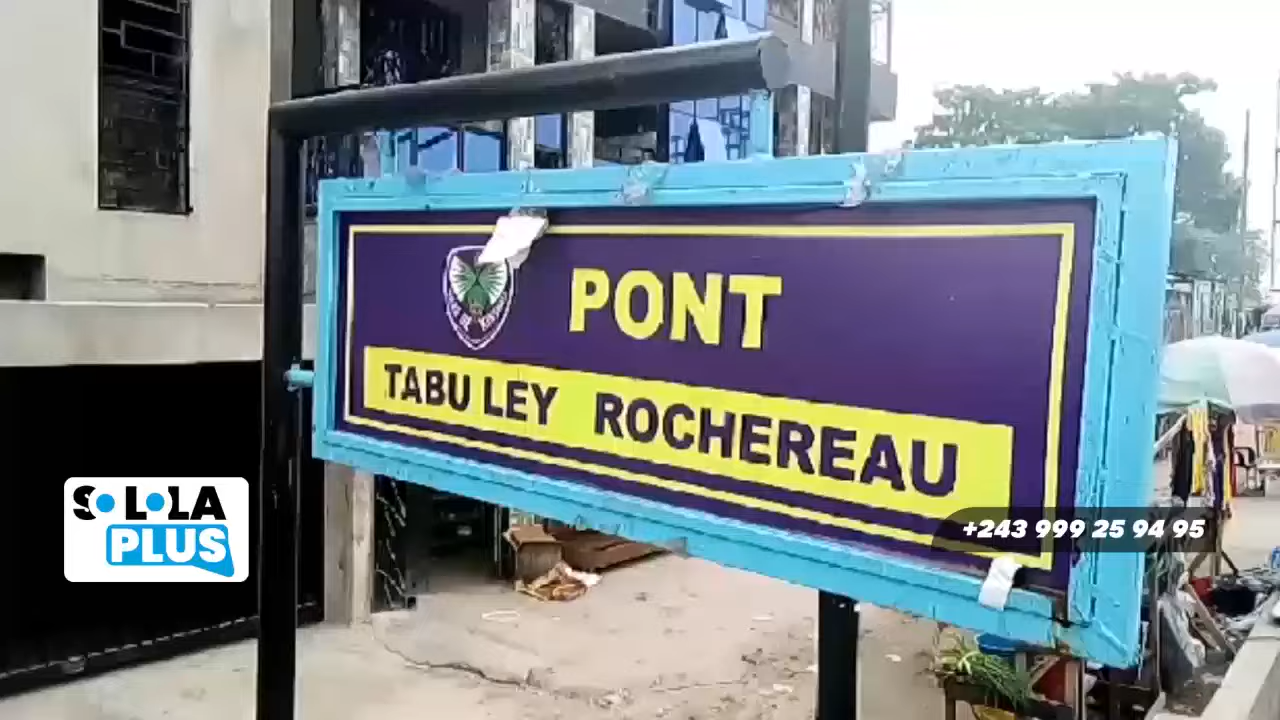 PONT
TABU LEY ROCHEREAU
SOLOLA
PLUS
+243 999 25 94 95